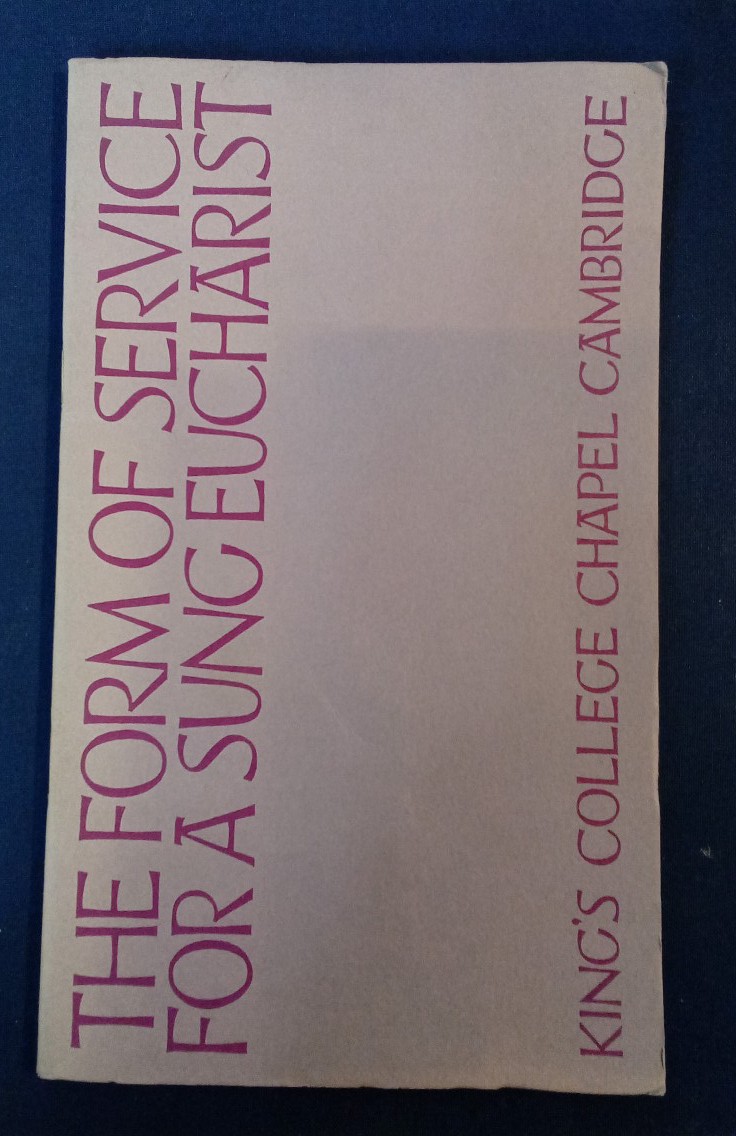 THE FORM OF SERVICE
FOR A SUNG EUCHARIST
KING'S COLLEGE CHAPEL CAMBRIDGE